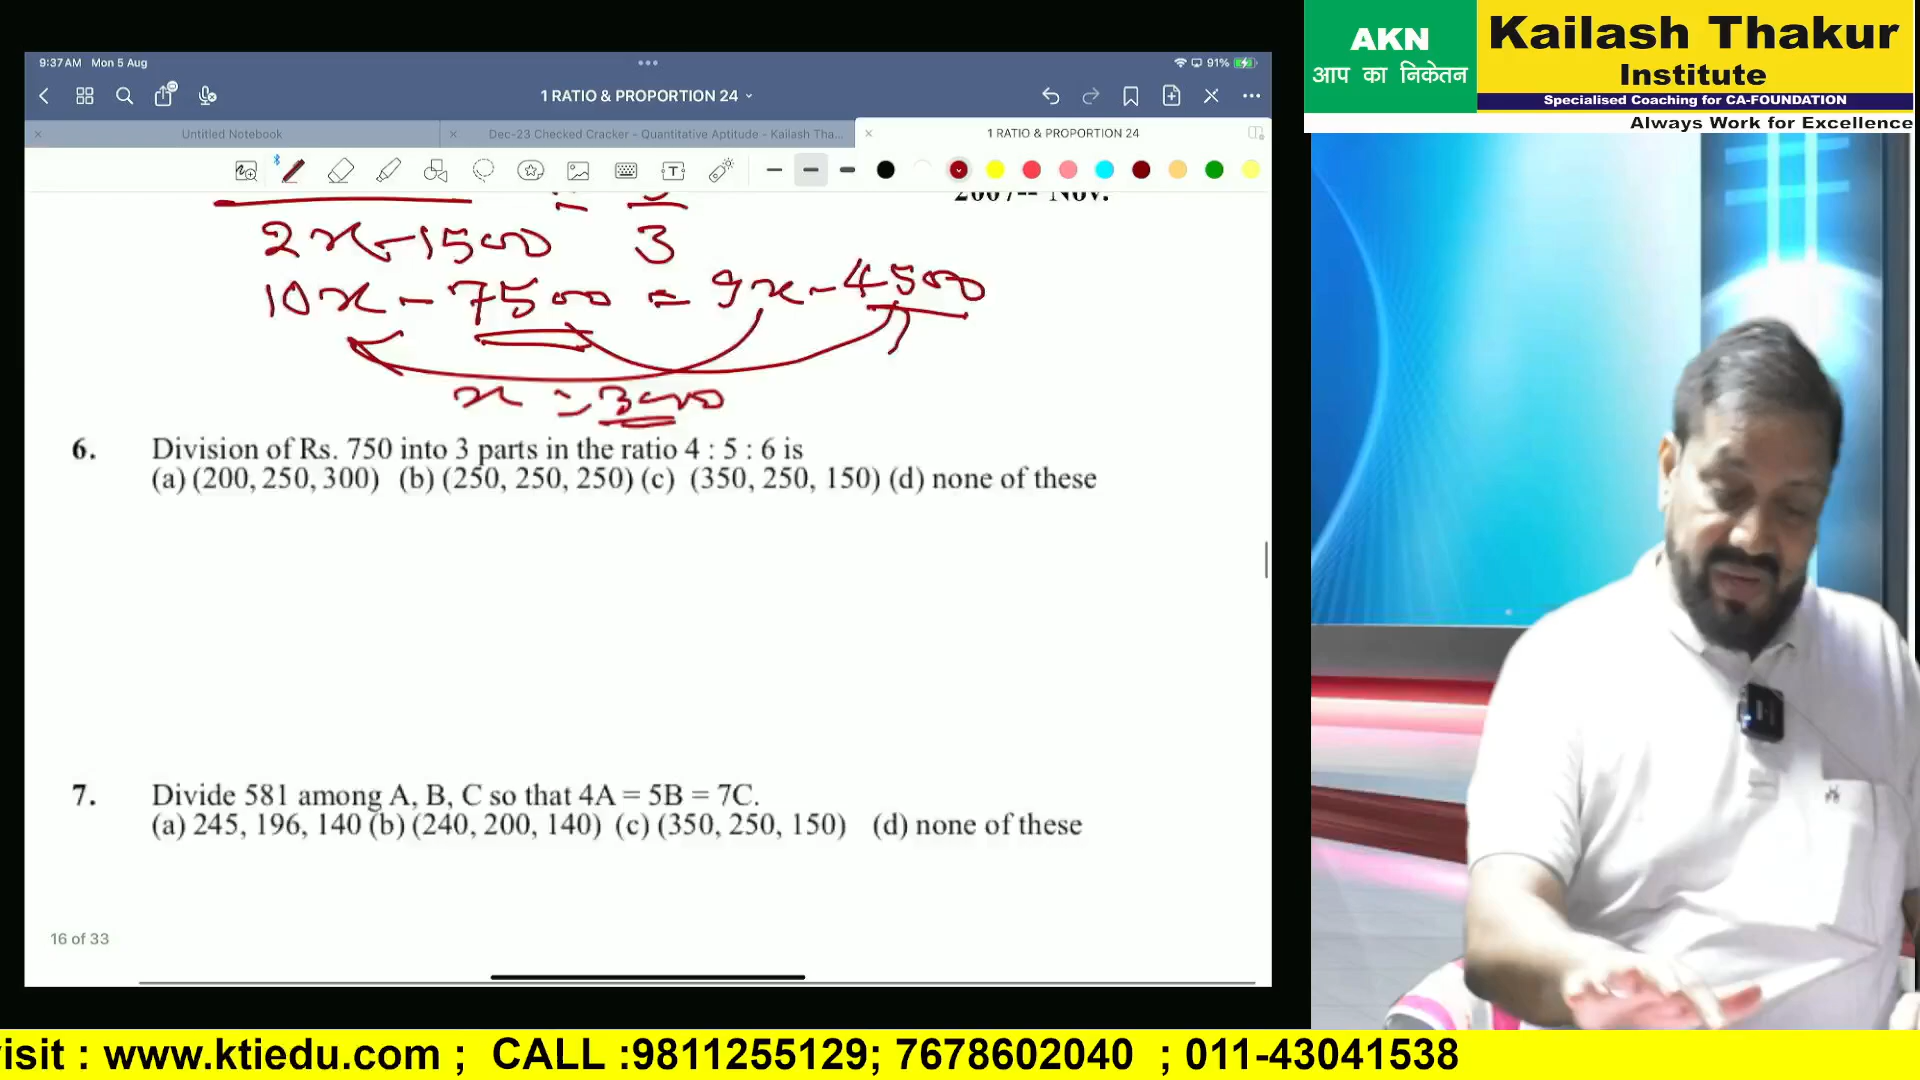 AKN
आप का निकेतन
Kailash Thakur
Institute
Specialised Coaching for CA-FOUNDATION
Always Work for Excellence
9:37AM Mon 5 Aug
91%
1 RATIO & PROPORTION 24
Untitled Notebook
Dec-23 Checked Cracker - Quantitative Aptitude - Kailash Tha...
1 RATIO & PROPORTION 24
2007-- Nov.
2x-1500 = 3
10x - 7500 = 9x - 4500
x = 3000
6. Division of Rs. 750 into 3 parts in the ratio 4 : 5 : 6 is
(a) (200, 250, 300) (b) (250, 250, 250) (c) (350, 250, 150) (d) none of these
7. Divide 581 among A, B, C so that 4A = 5B = 7C.
(a) 245, 196, 140 (b) (240, 200, 140) (c) (350, 250, 150) (d) none of these
16 of 33
isit : www.ktiedu.com ; CALL :9811255129; 7678602040 ; 011-43041538